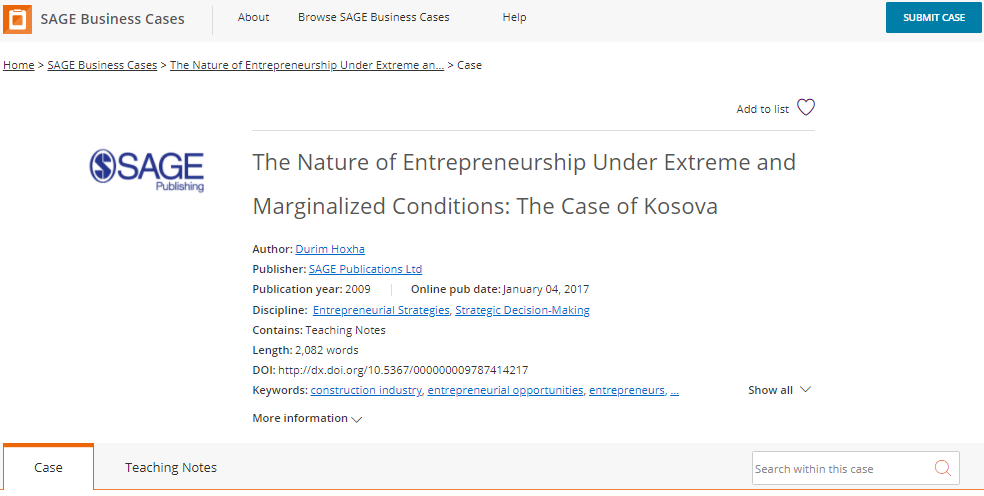 SAGE Business Cases
About
Browse SAGE Business Cases
Help
SUBMIT CASE
Home > SAGE Business Cases > The Nature of Entrepreneurship Under Extreme an... > Case
Add to list
SAGE
Publishing
The Nature of Entrepreneurship Under Extreme and
Marginalized Conditions: The Case of Kosova
Author: Durim Hoxha
Publisher: SAGE Publications Ltd
Publication year: 2009 | Online pub date: January 04, 2017
Discipline: Entrepreneurial Strategies, Strategic Decision-Making
Contains: Teaching Notes
Length: 2,082 words
DOI: http://dx.doi.org/10.5367/000000009787414217
Keywords: construction industry, entrepreneurial opportunities, entrepreneurs, ...
Show all
More information
Case
Teaching Notes
Search within this case